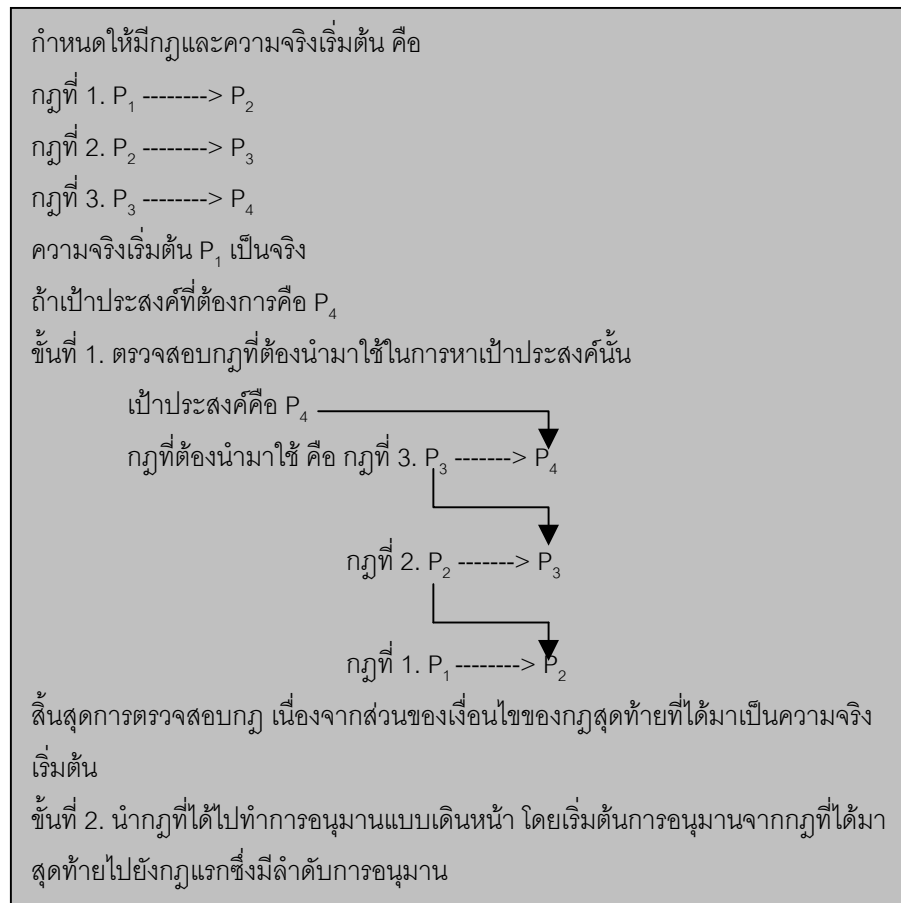 กำหนดให้มีกฎและความจริงเริ่มต้น คือ
กฎที่ 1. P₁ --------> P₂
กฎที่ 2. P₂ --------> P₃
กฎที่ 3. P₃ --------> P₄
ความจริงเริ่มต้น P₁ เป็นจริง
ถ้าเป้าประสงค์ที่ต้องการคือ P₄
ขั้นที่ 1. ตรวจสอบกฎที่ต้องนำมาใช้ในการหาเป้าประสงค์นั้น
เป้าประสงค์คือ P₄
กฎที่ต้องนำมาใช้ คือ กฎที่ 3. P₃ -------> P₄
กฎที่ 2. P₂ -------> P₃
กฎที่ 1. P₁ --------> P₂
สิ้นสุดการตรวจสอบกฎ เนื่องจากส่วนของเงื่อนไขของกฎสุดท้ายที่ได้มาเป็นความจริง
เริ่มต้น
ขั้นที่ 2. นำกฎที่ได้ไปทำการอนุมานแบบเดินหน้า โดยเริ่มต้นการอนุมานจากกฎที่ได้มา
สุดท้ายไปยังกฎแรกซึ่งมีลำดับการอนุมาน